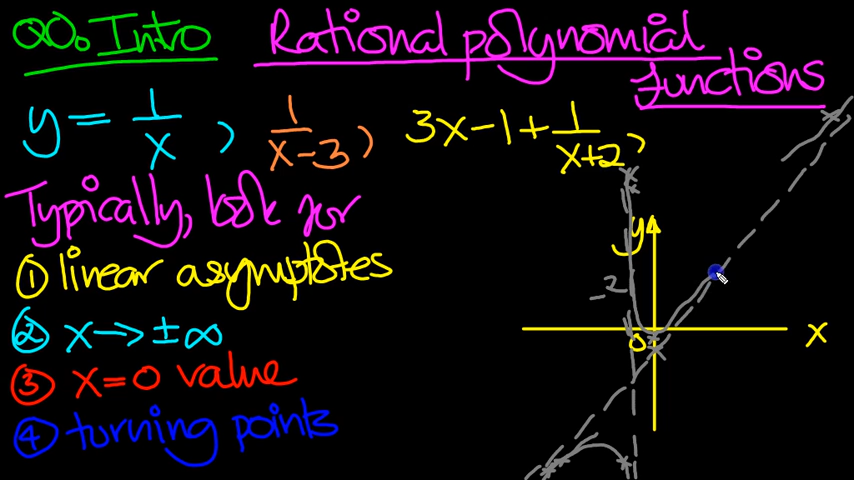 Q0. Intro Rational polynomial
functions
y = 1/x, 1/(x-3), 3x-1+1/(x+2),
Typically, look for
① linear asymptotes
② x→±∞
③ x=0 value
④ turning points
y
-2
0
x